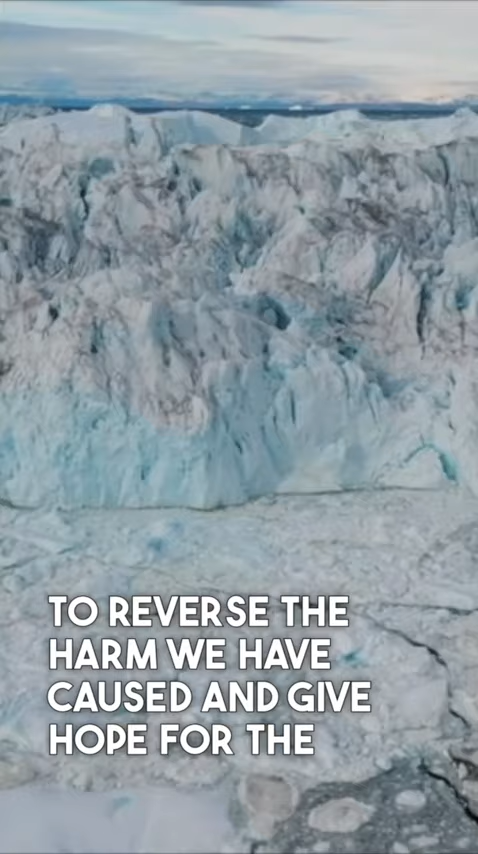 TO REVERSE THE
HARM WE HAVE
CAUSED AND GIVE
HOPE FOR THE